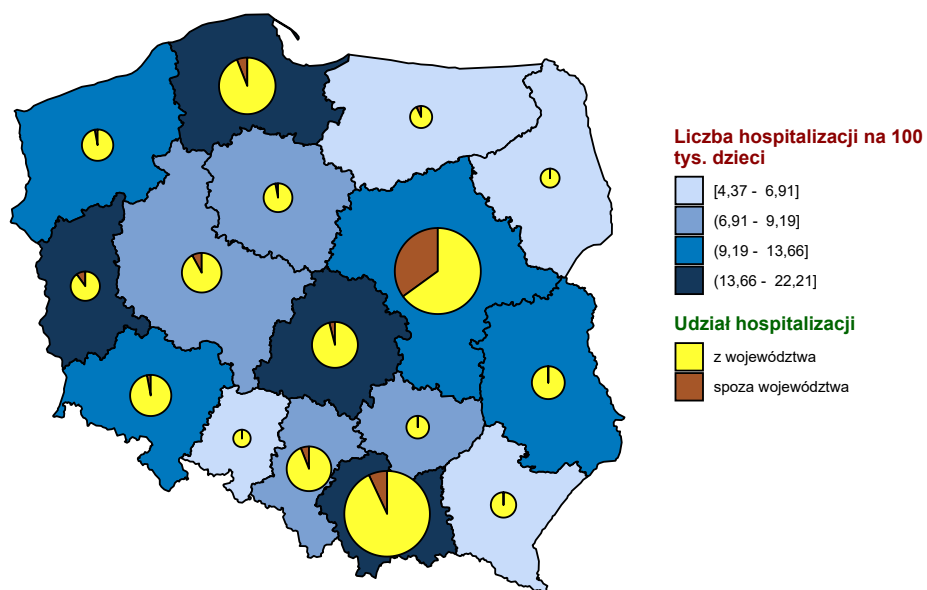 Liczba hospitalizacji na 100
tys. dzieci
[4,37 - 6,91]
(6,91 - 9,19]
(9,19 - 13,66]
(13,66 - 22,21]
Udział hospitalizacji
z województwa
spoza województwa